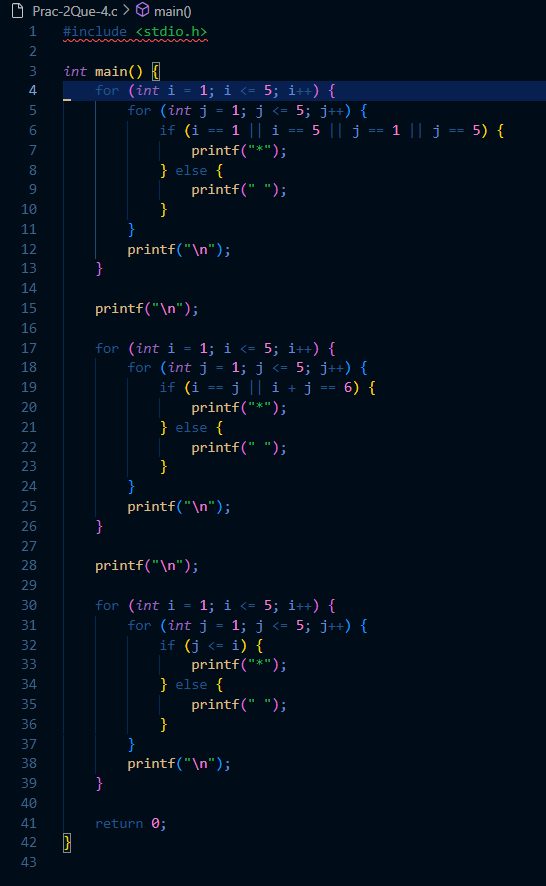 Prac-2Que-4.c > main()
1 #include <stdio.h>
2
3 int main() {
4     for (int i = 1; i <= 5; i++) {
5         for (int j = 1; j <= 5; j++) {
6             if (i == 1 || i == 5 || j == 1 || j == 5) {
7                 printf("*");
8             } else {
9                 printf(" ");
10             }
11         }
12         printf("\n");
13     }
14
15     printf("\n");
16
17     for (int i = 1; i <= 5; i++) {
18         for (int j = 1; j <= 5; j++) {
19             if (i == j || i + j == 6) {
20                 printf("*");
21             } else {
22                 printf(" ");
23             }
24         }
25         printf("\n");
26     }
27
28     printf("\n");
29
30     for (int i = 1; i <= 5; i++) {
31         for (int j = 1; j <= 5; j++) {
32             if (j <= i) {
33                 printf("*");
34             } else {
35                 printf(" ");
36             }
37         }
38         printf("\n");
39     }
40
41     return 0;
42 }
43